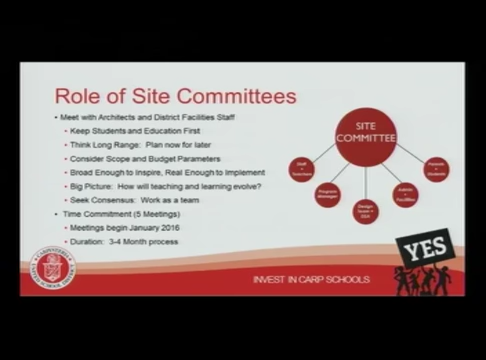 Role of Site Committees
• Meet with Architects and District Facilities Staff
• Keep Students and Education First
• Think Long Range: Plan now for later
• Consider Scope and Budget Parameters
• Broad Enough to Inspire, Real Enough to Implement
• Big Picture: How will teaching and learning evolve?
• Seek Consensus: Work as a team
• Time Commitment (5 Meetings)
• Meetings begin January 2016
• Duration: 3-4 Month process
SITE
COMMITTEE
Program
Manager
Design
Team +
Parents
Students
YES
INVEST IN CARP SCHOOLS